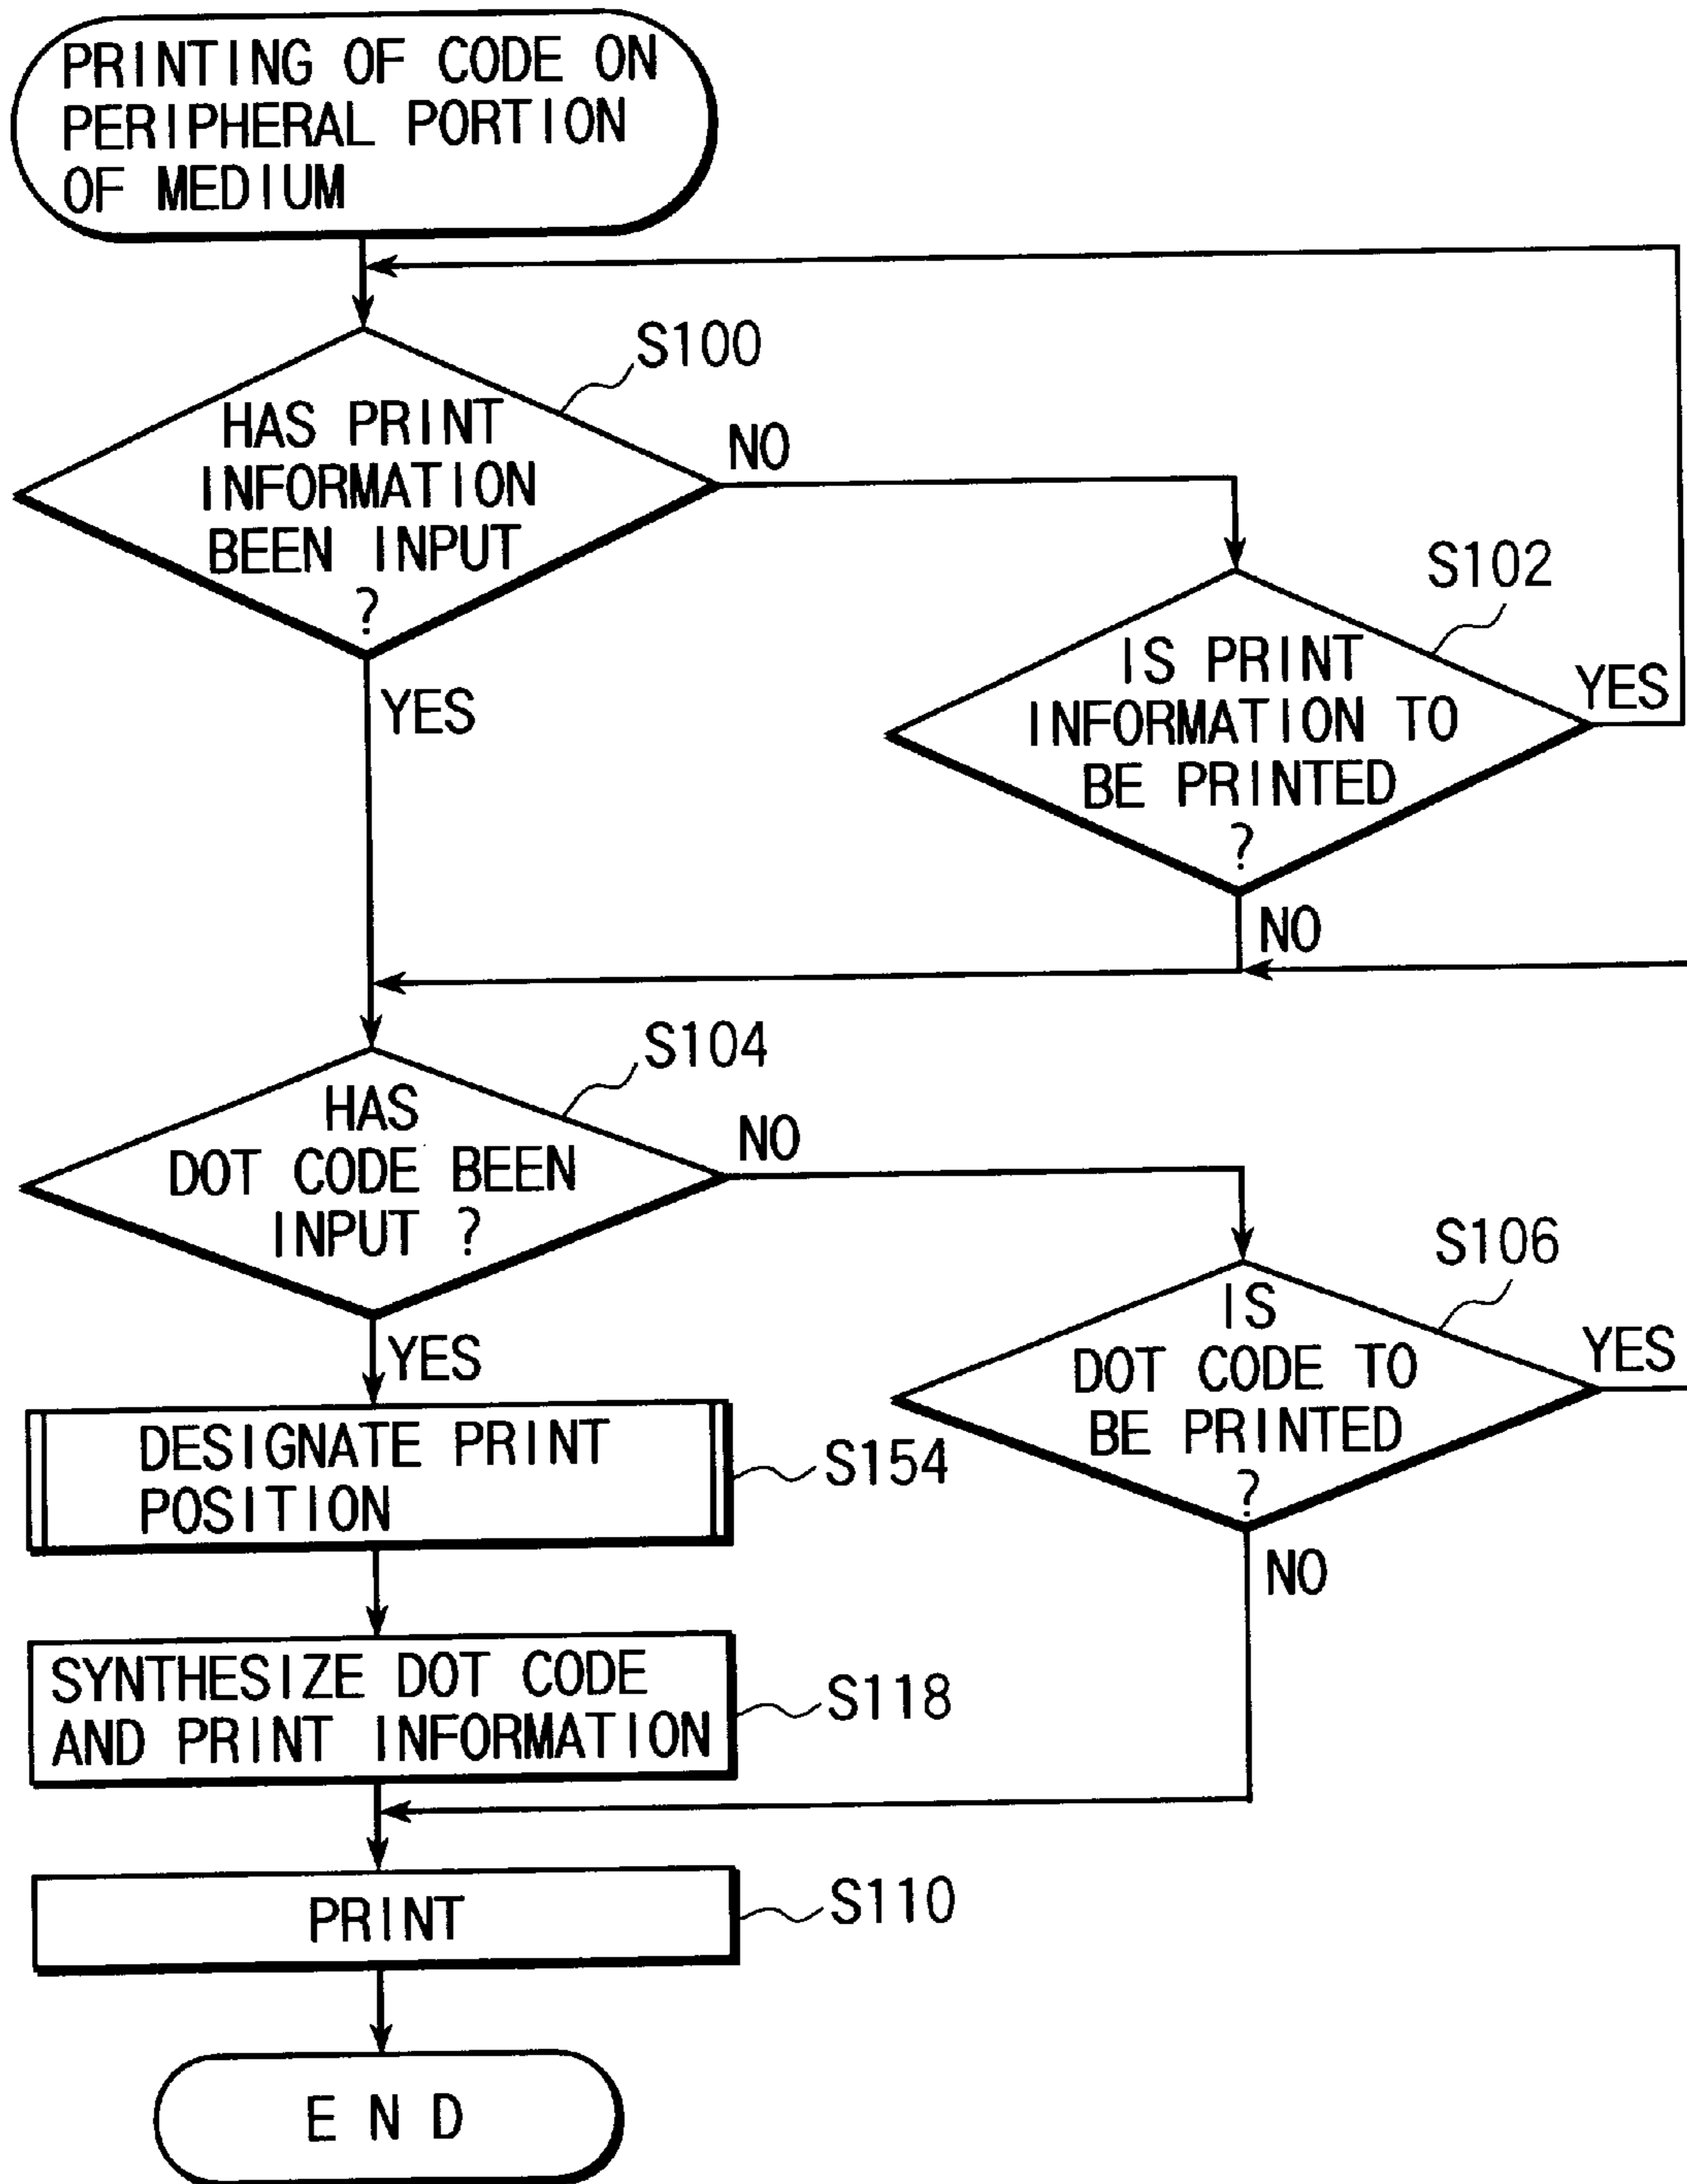 PRINTING OF CODE ON
PERIPHERAL PORTION
OF MEDIUM
S100
HAS PRINT
INFORMATION
BEEN INPUT
?
NO
YES
S102
IS PRINT
INFORMATION TO
BE PRINTED
?
YES
NO
S104
HAS
DOT CODE BEEN
INPUT ?
NO
YES
S106
IS
DOT CODE TO
BE PRINTED
?
YES
NO
DESIGNATE PRINT
POSITION
S154
SYNTHESIZE DOT CODE
AND PRINT INFORMATION
S118
PRINT
S110
END